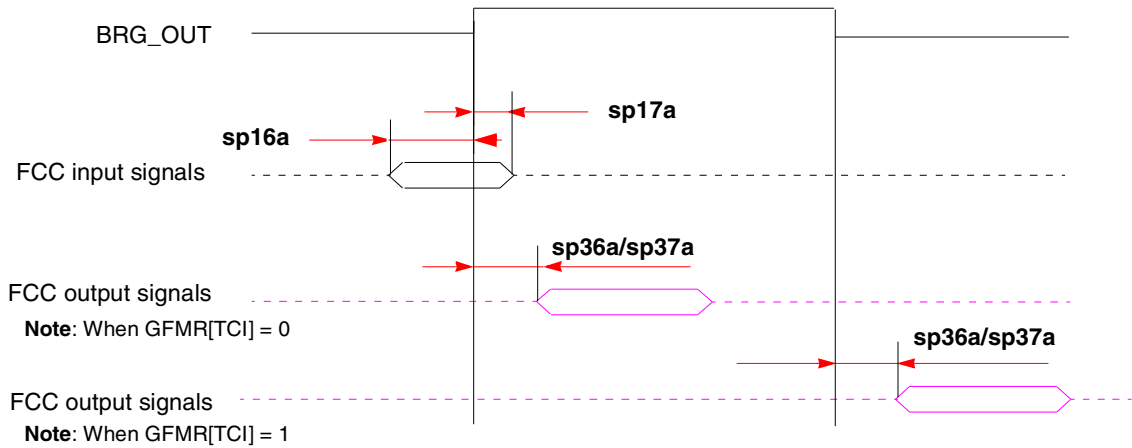 BRG_OUT
sp17a
sp16a
FCC input signals
sp36a/sp37a
FCC output signals
Note: When GFMR[TCI] = 0
sp36a/sp37a
FCC output signals
Note: When GFMR[TCI] = 1